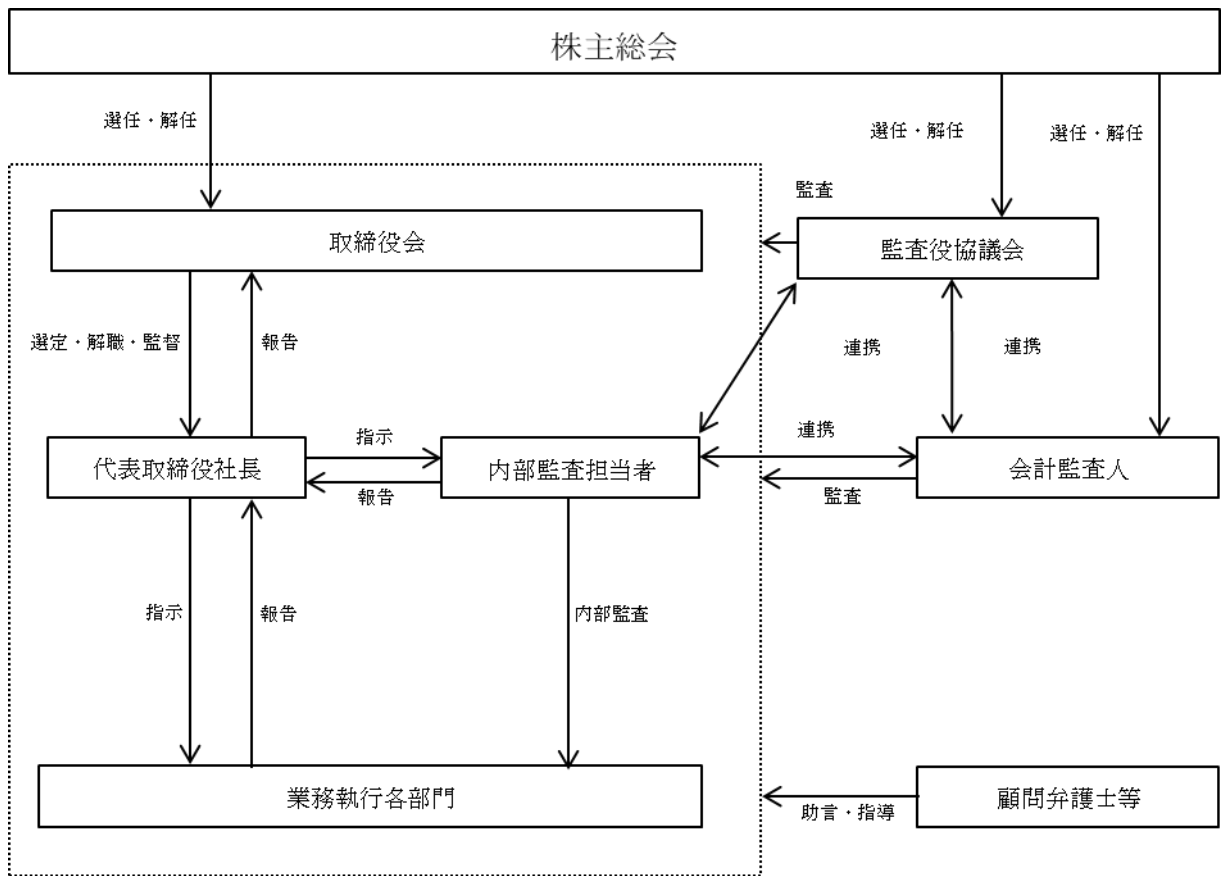 株主総会
選任・解任
選任・解任
選任・解任
監査
取締役会
監査役協議会
選定・解職・監督
報告
連携
連携
指示
連携
代表取締役社長
内部監査担当者
会計監査人
報告
監査
指示
報告
内部監査
業務執行各部門
顧問弁護士等
助言・指導